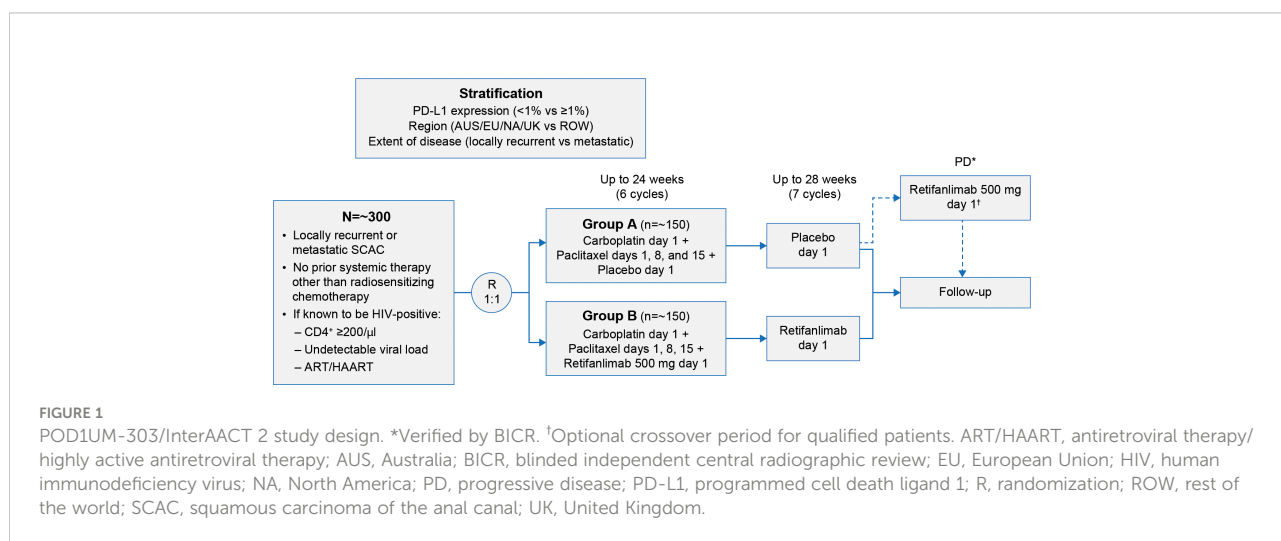 Stratification
PD-L1 expression (<1% vs ≥1%)
Region (AUS/EU/NA/UK vs ROW)
Extent of disease (locally recurrent vs metastatic)
N=~300
• Locally recurrent or
metastatic SCAC
• No prior systemic therapy
other than radiosensitizing
chemotherapy
• If known to be HIV-positive:
– CD4⁺ ≥200/µl
– Undetectable viral load
– ART/HAART
R
1:1
Up to 24 weeks
(6 cycles)
Group A (n=~150)
Carboplatin day 1 +
Paclitaxel days 1, 8, and 15 +
Placebo day 1
Group B (n=~150)
Carboplatin day 1 +
Paclitaxel days 1, 8, 15 +
Retifanlimab 500 mg day 1
Up to 28 weeks
(7 cycles)
Placebo
day 1
Retifanlimab
day 1
PD*
Retifanlimab 500 mg
day 1†
Follow-up
FIGURE 1
POD1UM-303/InterAACT 2 study design. *Verified by BICR. †Optional crossover period for qualified patients. ART/HAART, antiretroviral therapy/
highly active antiretroviral therapy; AUS, Australia; BICR, blinded independent central radiographic review; EU, European Union; HIV, human
immunodeficiency virus; NA, North America; PD, progressive disease; PD-L1, programmed cell death ligand 1; R, randomization; ROW, rest of
the world; SCAC, squamous carcinoma of the anal canal; UK, United Kingdom.